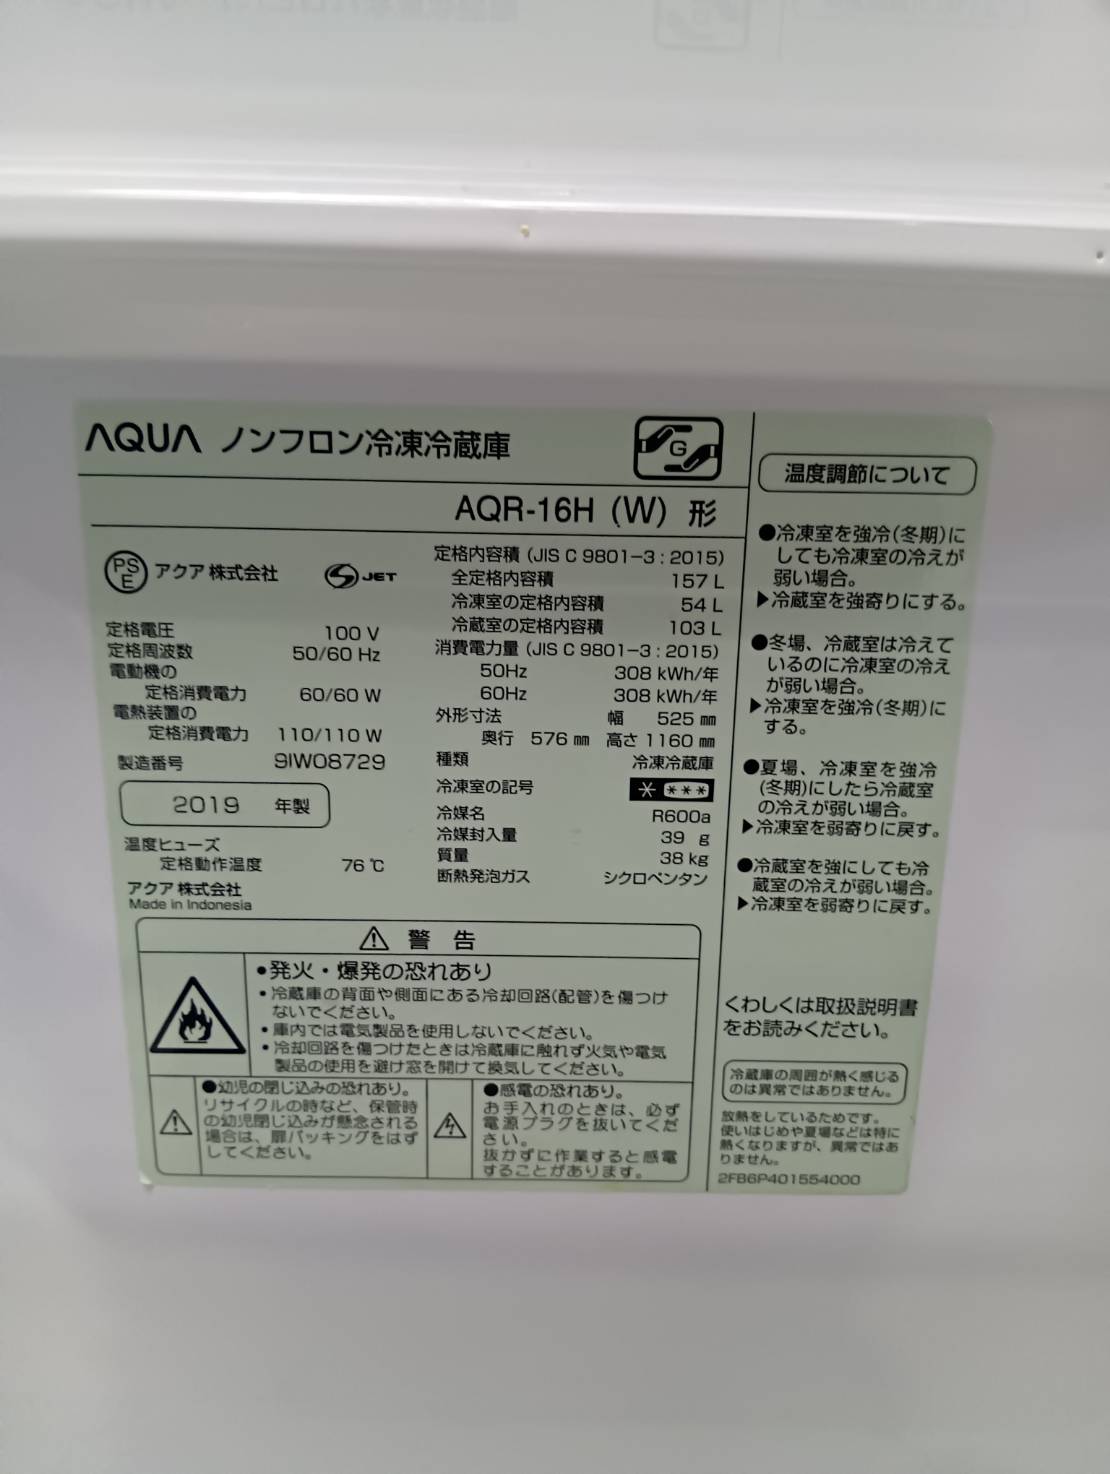 AQUA ノンフロン冷凍冷蔵庫
G
AQR-16H (W) 形
PS
E
アクア株式会社
JET
定格電圧 100 V
定格周波数 50/60 Hz
電動機の
定格消費電力 60/60 W
電熱装置の
定格消費電力 110/110 W
製造番号 9IW08729
2019 年製
温度ヒューズ
定格動作温度 76℃
アクア株式会社
Made in Indonesia
定格内容積 (JIS C 9801-3 : 2015)
全定格内容積 157 L
冷凍室の定格内容積 54 L
冷蔵室の定格内容積 103 L
消費電力量 (JIS C 9801-3 : 2015)
50Hz 308 kWh/年
60Hz 308 kWh/年
外形寸法 幅 525 ㎜
奥行 576 ㎜ 高さ 1160 ㎜
種類 冷凍冷蔵庫
冷凍室の記号 * ***
冷媒名 R600a
冷媒封入量 39 g
質量 38 kg
断熱発泡ガス シクロペンタン
⚠ 警告
•発火・爆発の恐れあり
•冷蔵庫の背面や側面にある冷却回路(配管)を傷つけ
ないでください。
•庫内では電気製品を使用しないでください。
•冷却回路を傷つけたときは冷蔵庫に触れず火気や電気
製品の使用を避け窓を開けて換気してください。
●幼児の閉じ込みの恐れあり。
リサイクルの時など、保管時
の幼児閉じ込みが懸念される
場合は、扉パッキングをはず
してください。
●感電の恐れあり。
お手入れのときは、必ず
電源プラグを抜いてくだ
さい。
抜かずに作業すると感電
することがあります。
温度調節について
●冷凍室を強冷(冬期)に
しても冷凍室の冷えが
弱い場合。
▶冷蔵室を強寄りにする。
●冬場、冷蔵室は冷えて
いるのに冷凍室の冷え
が弱い場合。
▶冷凍室を強冷(冬期)に
する。
●夏場、冷凍室を強冷
(冬期)にしたら冷蔵室
の冷えが弱い場合。
▶冷凍室を弱寄りに戻す。
●冷蔵室を強にしても冷
蔵室の冷えが弱い場合。
▶冷凍室を弱寄りに戻す。
くわしくは取扱説明書
をお読みください。
冷蔵庫の周囲が熱く感じる
のは異常ではありません。
放熱をしているためです。
使いはじめや夏場などは特に
熱くなりますが、異常ではあ
りません。
2FB6P401554000